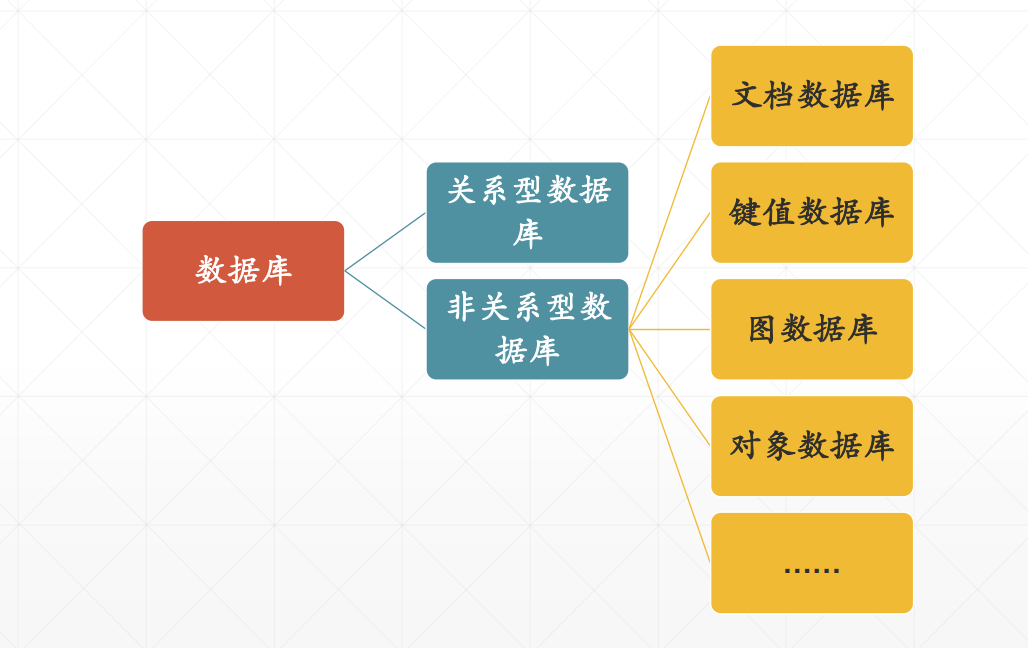 数据库
关系型数据
库
非关系型数
据库
文档数据库
键值数据库
图数据库
对象数据库
......